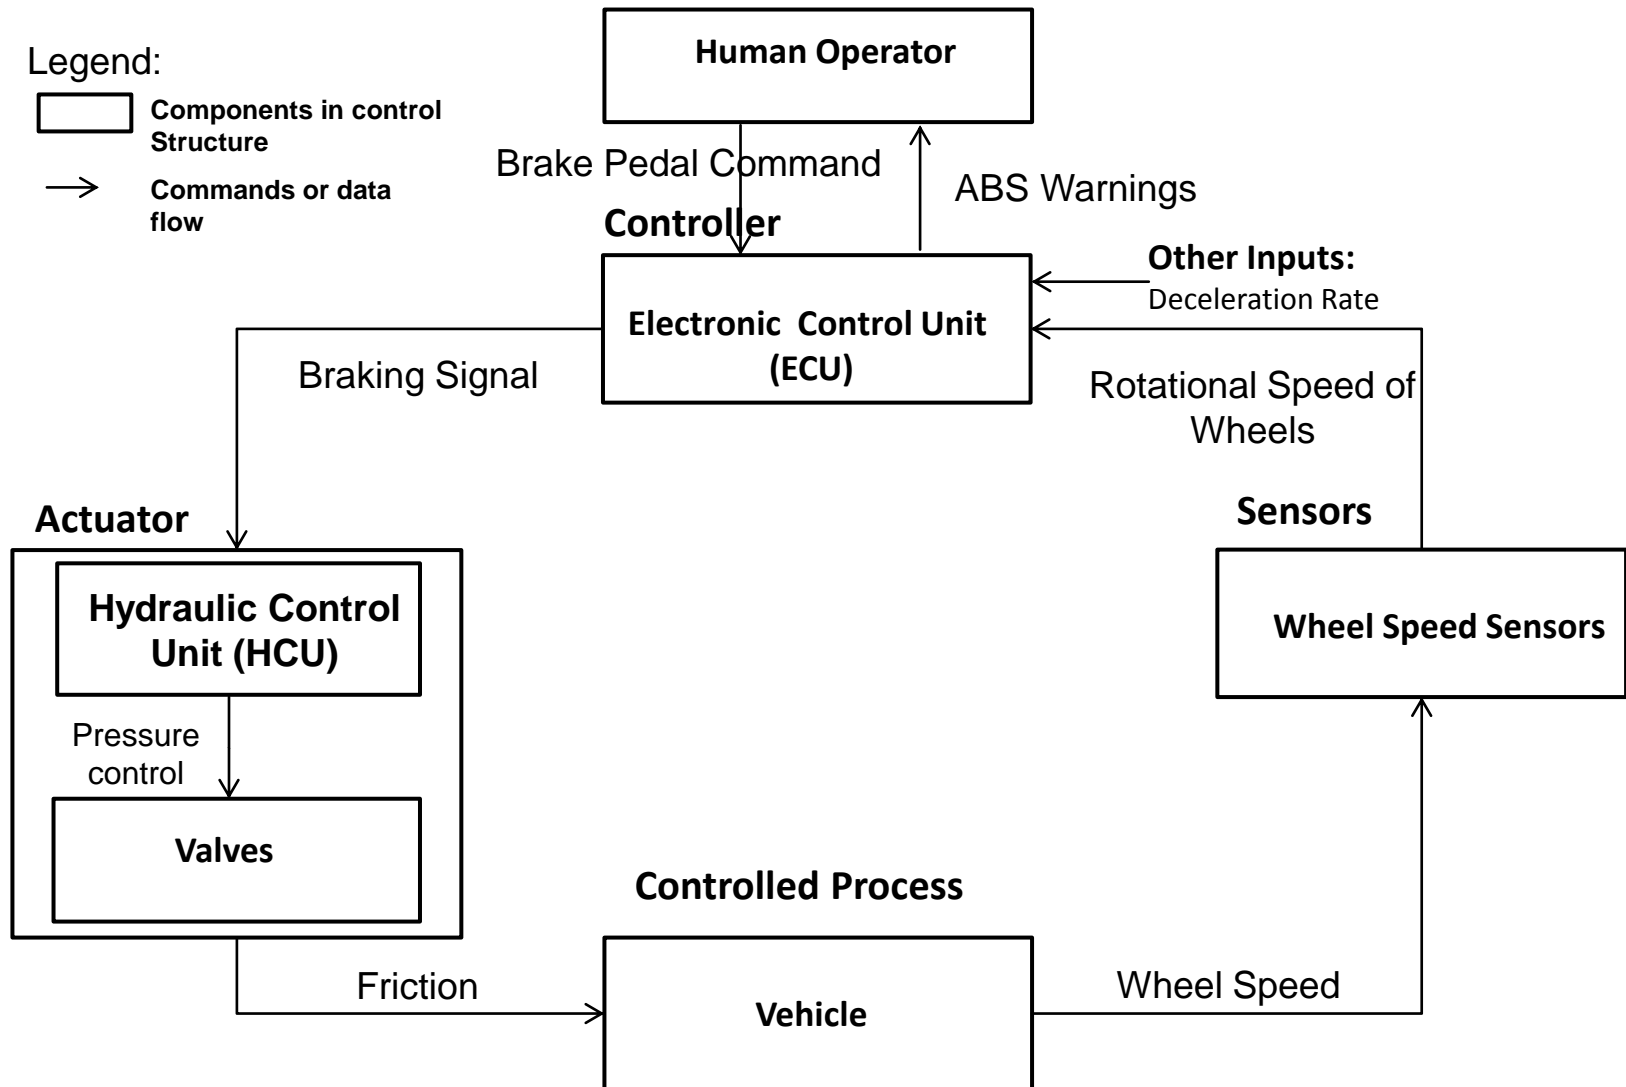 Human Operator
Legend:
Components in control
Structure
Commands or data
flow
Brake Pedal Command
ABS Warnings
Controller
Other Inputs:
Deceleration Rate
Electronic Control Unit
(ECU)
Braking Signal
Rotational Speed of
Wheels
Actuator
Sensors
Hydraulic Control
Unit (HCU)
Wheel Speed Sensors
Pressure
control
Valves
Controlled Process
Friction
Vehicle
Wheel Speed